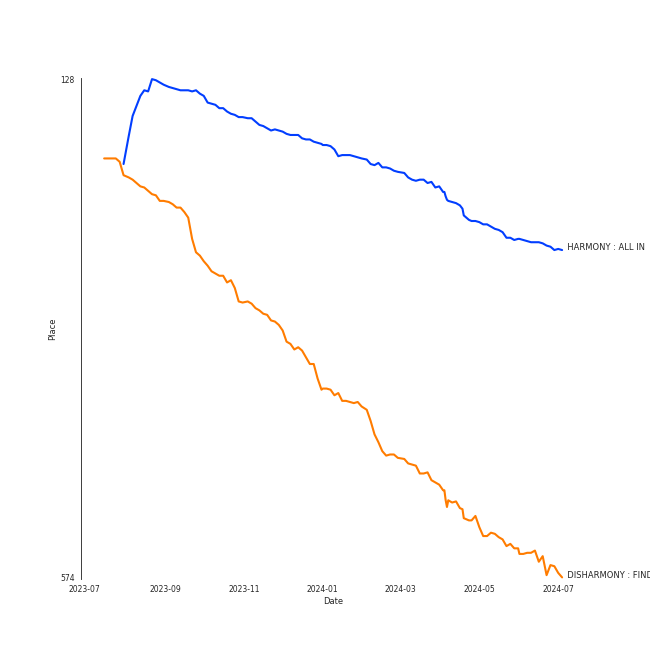 128
HARMONY : ALL IN
Place
574
DISHARMONY : FIND
2023-07
2023-09
2023-11
2024-01
2024-03
2024-05
2024-07
Date